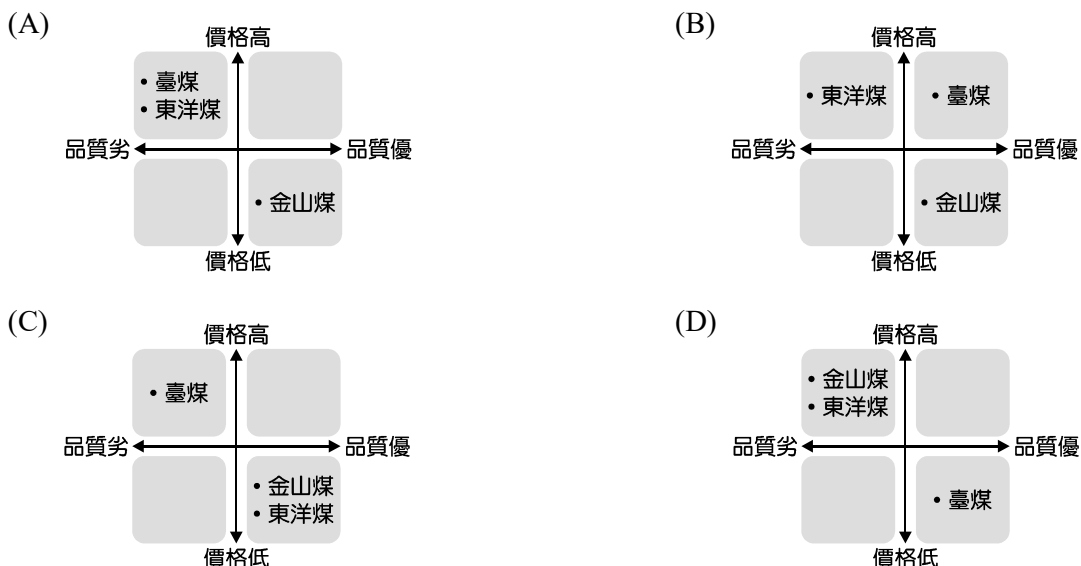 (A)
價格高
• 臺煤
• 東洋煤
品質劣
品質優
• 金山煤
價格低
(B)
價格高
• 東洋煤
• 臺煤
品質劣
品質優
• 金山煤
價格低
(C)
價格高
• 臺煤
品質劣
品質優
• 金山煤
• 東洋煤
價格低
(D)
價格高
• 金山煤
• 東洋煤
品質劣
品質優
• 臺煤
價格低